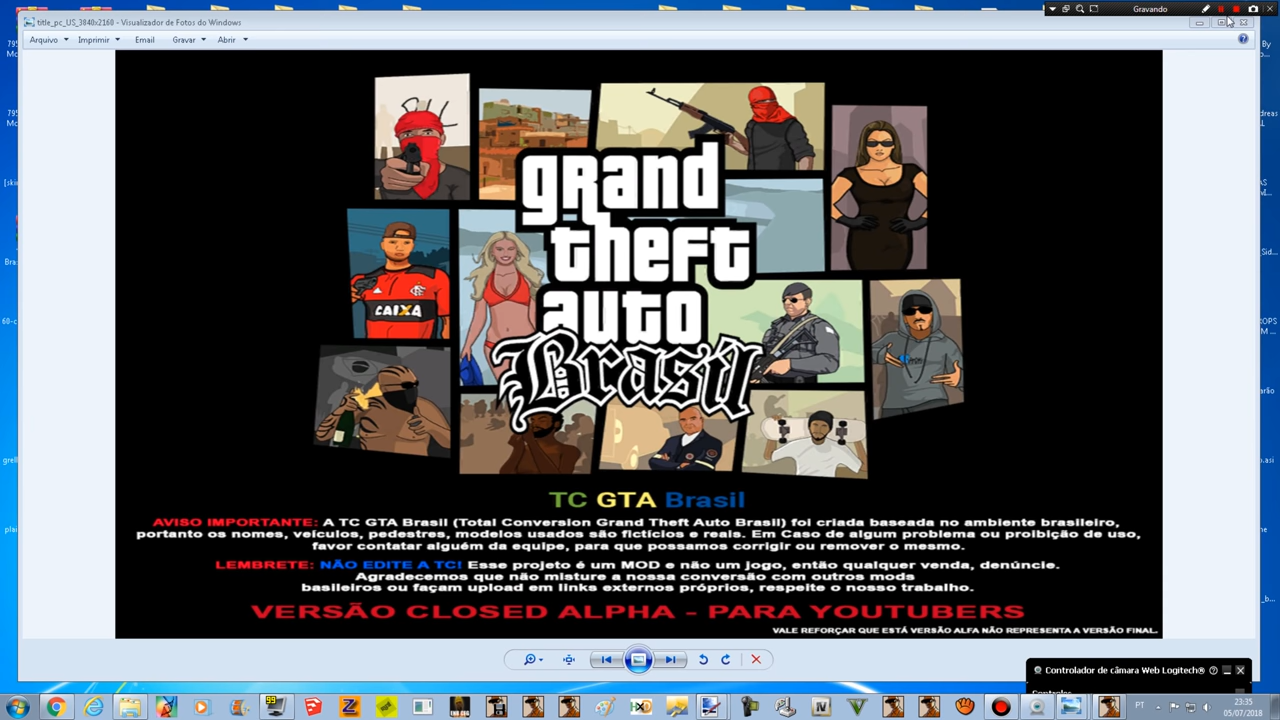 title_pc_US_3840x2160 - Visualizador de Fotos do Windows
Gravando
Arquivo Imprimir Email Gravar Abrir
grand
theft
auto
Brasil
CAIXA
TC GTA Brasil
AVISO IMPORTANTE: A TC GTA Brasil (Total Conversion Grand Theft Auto Brasil) foi criada baseada no ambiente brasileiro,
portanto os nomes, veículos, pedestres, modelos usados são fictícios e reais. Em Caso de algum problema ou proibição de uso,
favor contatar alguém da equipe, para que possamos corrigir ou remover o mesmo.
LEMBRETE: NÃO EDITE A TC! Esse projeto é um MOD e não um jogo, então qualquer venda, denúncie.
Agradecemos que não misture a nossa conversão com outros mods
basileiros ou façam upload em links externos próprios, respeite o nosso trabalho.
VERSÃO CLOSED ALPHA - PARA YOUTUBERS
VALE REFORÇAR QUE ESTÁ VERSÃO ALFA NÃO REPRESENTA A VERSÃO FINAL.
Controlador de câmara Web Logitech®
99
IV
V
PT
23:35
05/07/2018